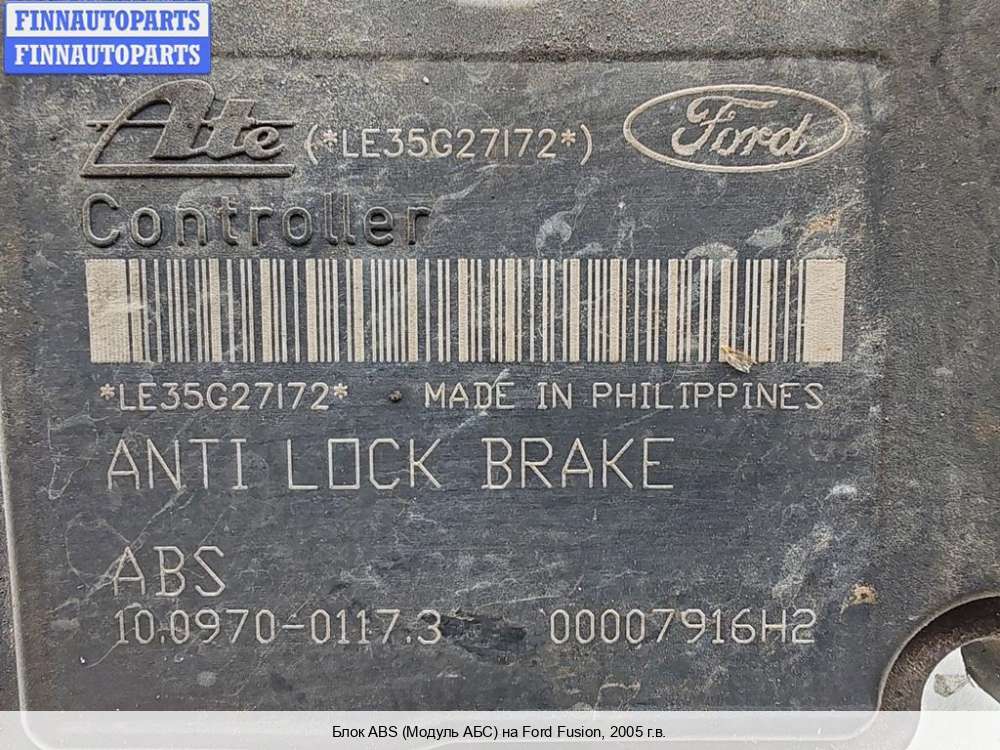 FINNAUTOPARTS
FINNAUTOPARTS
Ate (*LE35G27172*) Ford
Controller
*LE35G27172* MADE IN PHILIPPINES
ANTI LOCK BRAKE
ABS
10.0970-0117.3 00007916H2
Блок ABS (Модуль АБС) на Ford Fusion, 2005 г.в.